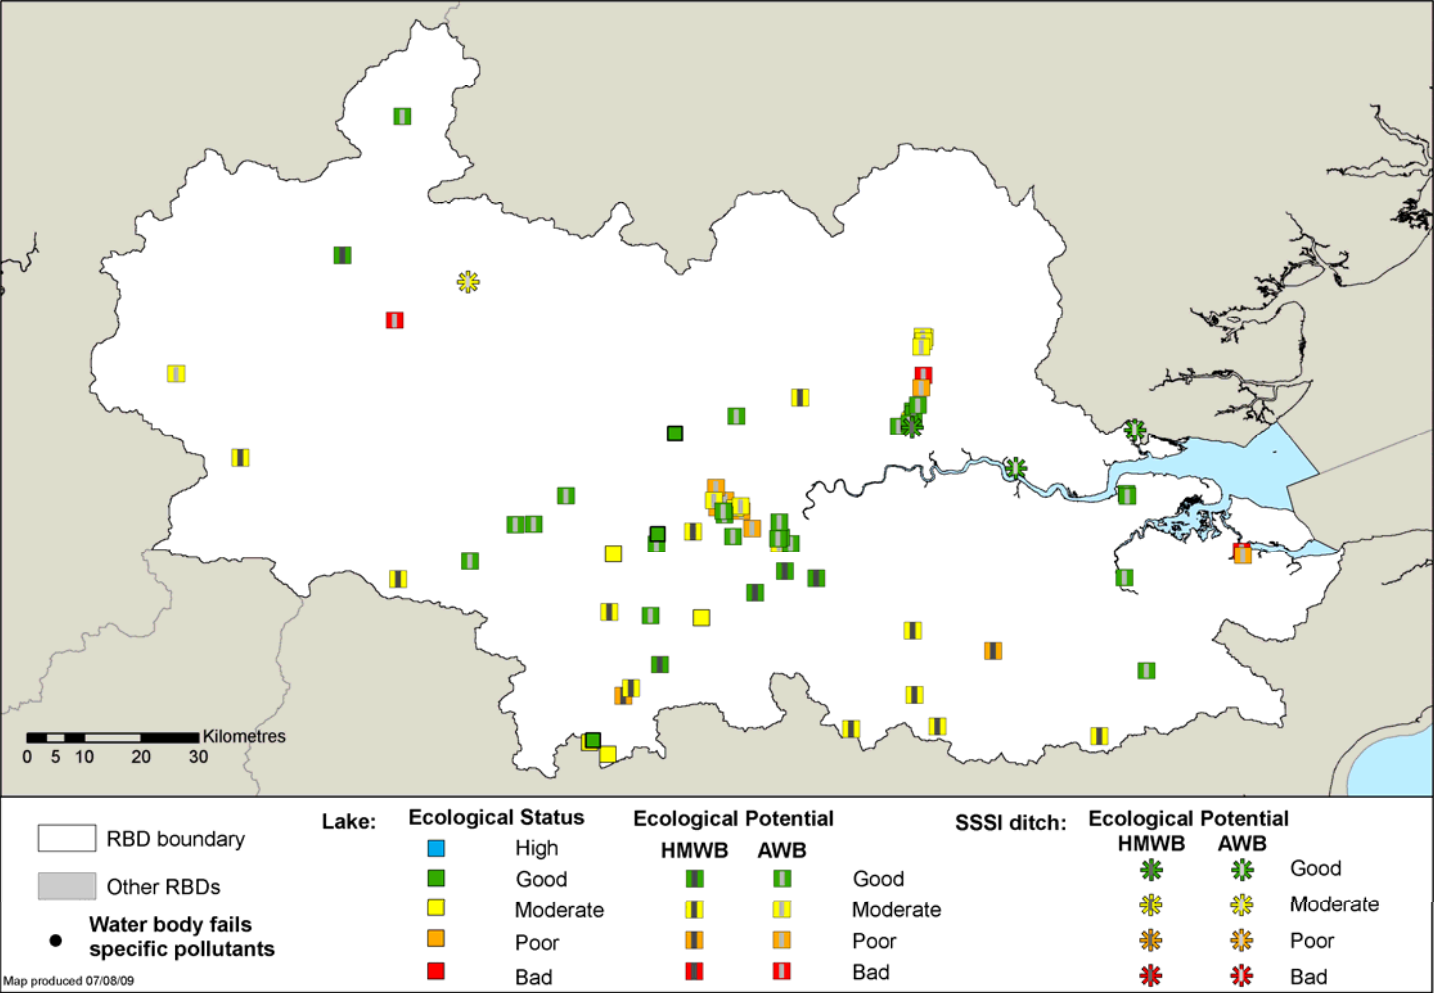 Kilometres
0 5 10 20 30
RBD boundary
Other RBDs
Water body fails
specific pollutants
Map produced 07/08/09
Lake:
Ecological Status
High
Good
Moderate
Poor
Bad
Ecological Potential
HMWB AWB
Good
Moderate
Poor
Bad
SSSI ditch:
Ecological Potential
HMWB AWB
Good
Moderate
Poor
Bad